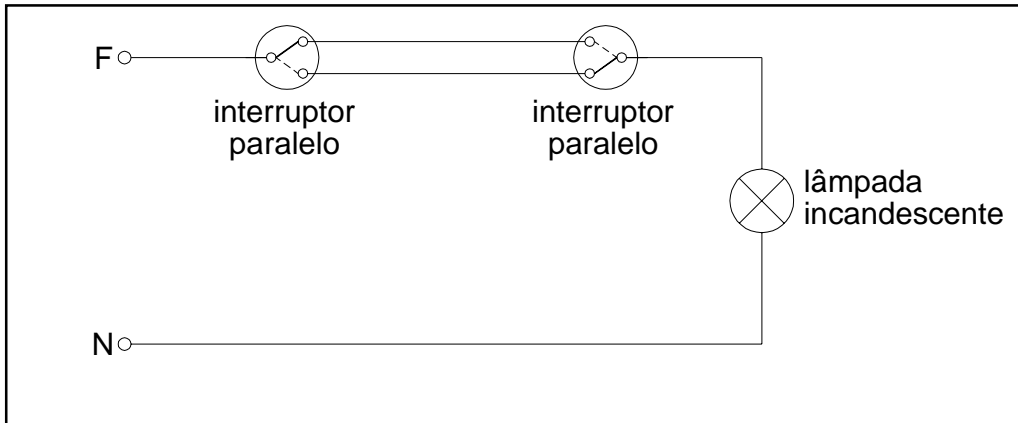 F
interruptor
paralelo
interruptor
paralelo
lâmpada
incandescente
N